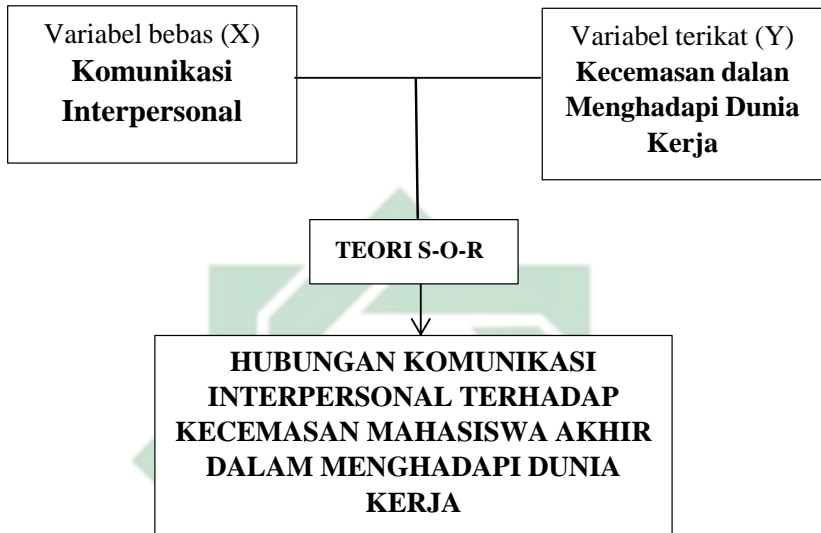 Variabel bebas (X)
Komunikasi
Interpersonal
Variabel terikat (Y)
Kecemasan dalan
Menghadapi Dunia
Kerja
TEORI S-O-R
HUBUNGAN KOMUNIKASI
INTERPERSONAL TERHADAP
KECEMASAN MAHASISWA AKHIR
DALAM MENGHADAPI DUNIA
KERJA